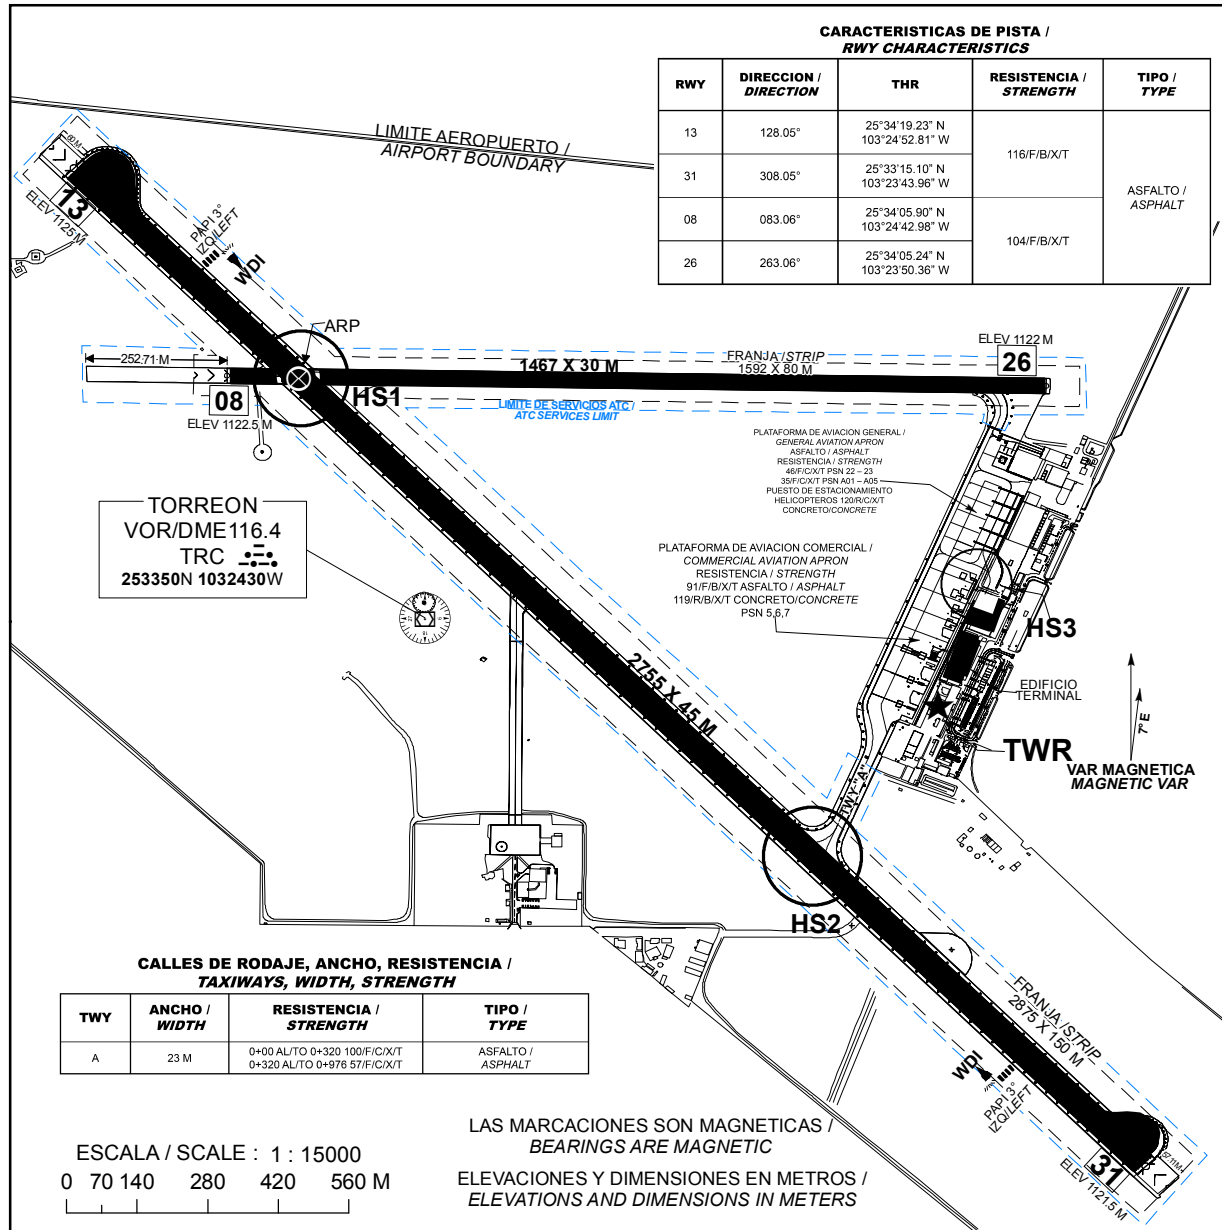 CARACTERISTICAS DE PISTA /
RWY CHARACTERISTICS
RWY DIRECCION / DIRECTION THR RESISTENCIA / STRENGTH TIPO / TYPE
13 128.05° 25°34'19.23" N 103°24'52.81" W 116/F/B/X/T ASFALTO / ASPHALT
31 308.05° 25°33'15.10" N 103°23'43.96" W
08 083.06° 25°34'05.90" N 103°24'42.98" W 104/F/B/X/T
26 263.06° 25°34'05.24" N 103°23'50.36" W
LIMITE AEROPUERTO /
AIRPORT BOUNDARY
60 M
13
ELEV 1125 M
PAPI 3°
IZQ/LEFT
WDI
ARP
252.71 M
08
ELEV 1122.5 M
HS1
1467 X 30 M
FRANJA/STRIP
1592 X 80 M
ELEV 1122 M
26
LIMITE DE SERVICIOS ATC /
ATC SERVICES LIMIT
PLATAFORMA DE AVIACION GENERAL /
GENERAL AVIATION APRON
ASFALTO / ASPHALT
RESISTENCIA / STRENGTH
46/F/C/X/T PSN 22 – 23
35/F/C/X/T PSN A01 – A05
PUESTO DE ESTACIONAMIENTO
HELICOPTEROS 120/R/C/X/T
CONCRETO/CONCRETE
TORREON
VOR/DME 116.4
TRC
253350N 1032430W
PLATAFORMA DE AVIACION COMERCIAL /
COMMERCIAL AVIATION APRON
RESISTENCIA / STRENGTH
91/F/B/X/T ASFALTO / ASPHALT
119/R/B/X/T CONCRETO/CONCRETE
PSN 5,6,7
HS3
EDIFICIO
TERMINAL
2755 X 45 M
TWR
7° E
VAR MAGNETICA
MAGNETIC VAR
TWY "A"
HS2
FRANJA/STRIP
2875 X 150 M
WDI
PAPI 3°
IZQ/LEFT
31
ELEV 1121.5 M
CALLES DE RODAJE, ANCHO, RESISTENCIA /
TAXIWAYS, WIDTH, STRENGTH
TWY ANCHO / WIDTH RESISTENCIA / STRENGTH TIPO / TYPE
A 23 M 0+00 AL/TO 0+320 100/F/C/X/T ASFALTO /
0+320 AL/TO 0+976 57/F/C/X/T ASPHALT
ESCALA / SCALE : 1 : 15000
0 70 140 280 420 560 M
LAS MARCACIONES SON MAGNETICAS /
BEARINGS ARE MAGNETIC
ELEVACIONES Y DIMENSIONES EN METROS /
ELEVATIONS AND DIMENSIONS IN METERS